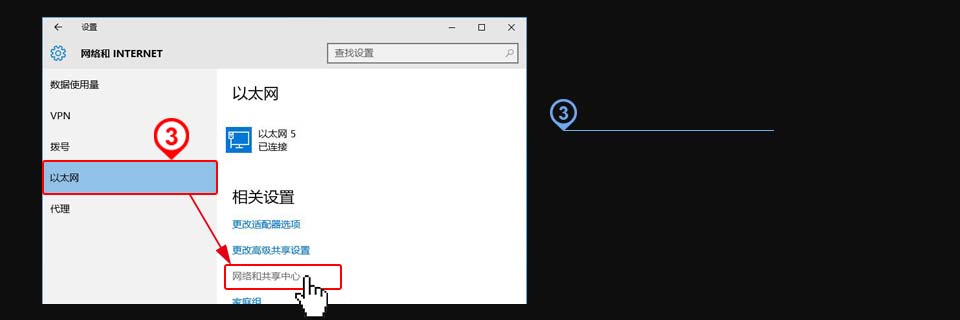 设置
网络和 INTERNET
查找设置
数据使用量
VPN
拨号
3
以太网
代理
以太网
以太网 5
已连接
相关设置
更改适配器选项
更改高级共享设置
网络和共享中心
家庭组
3